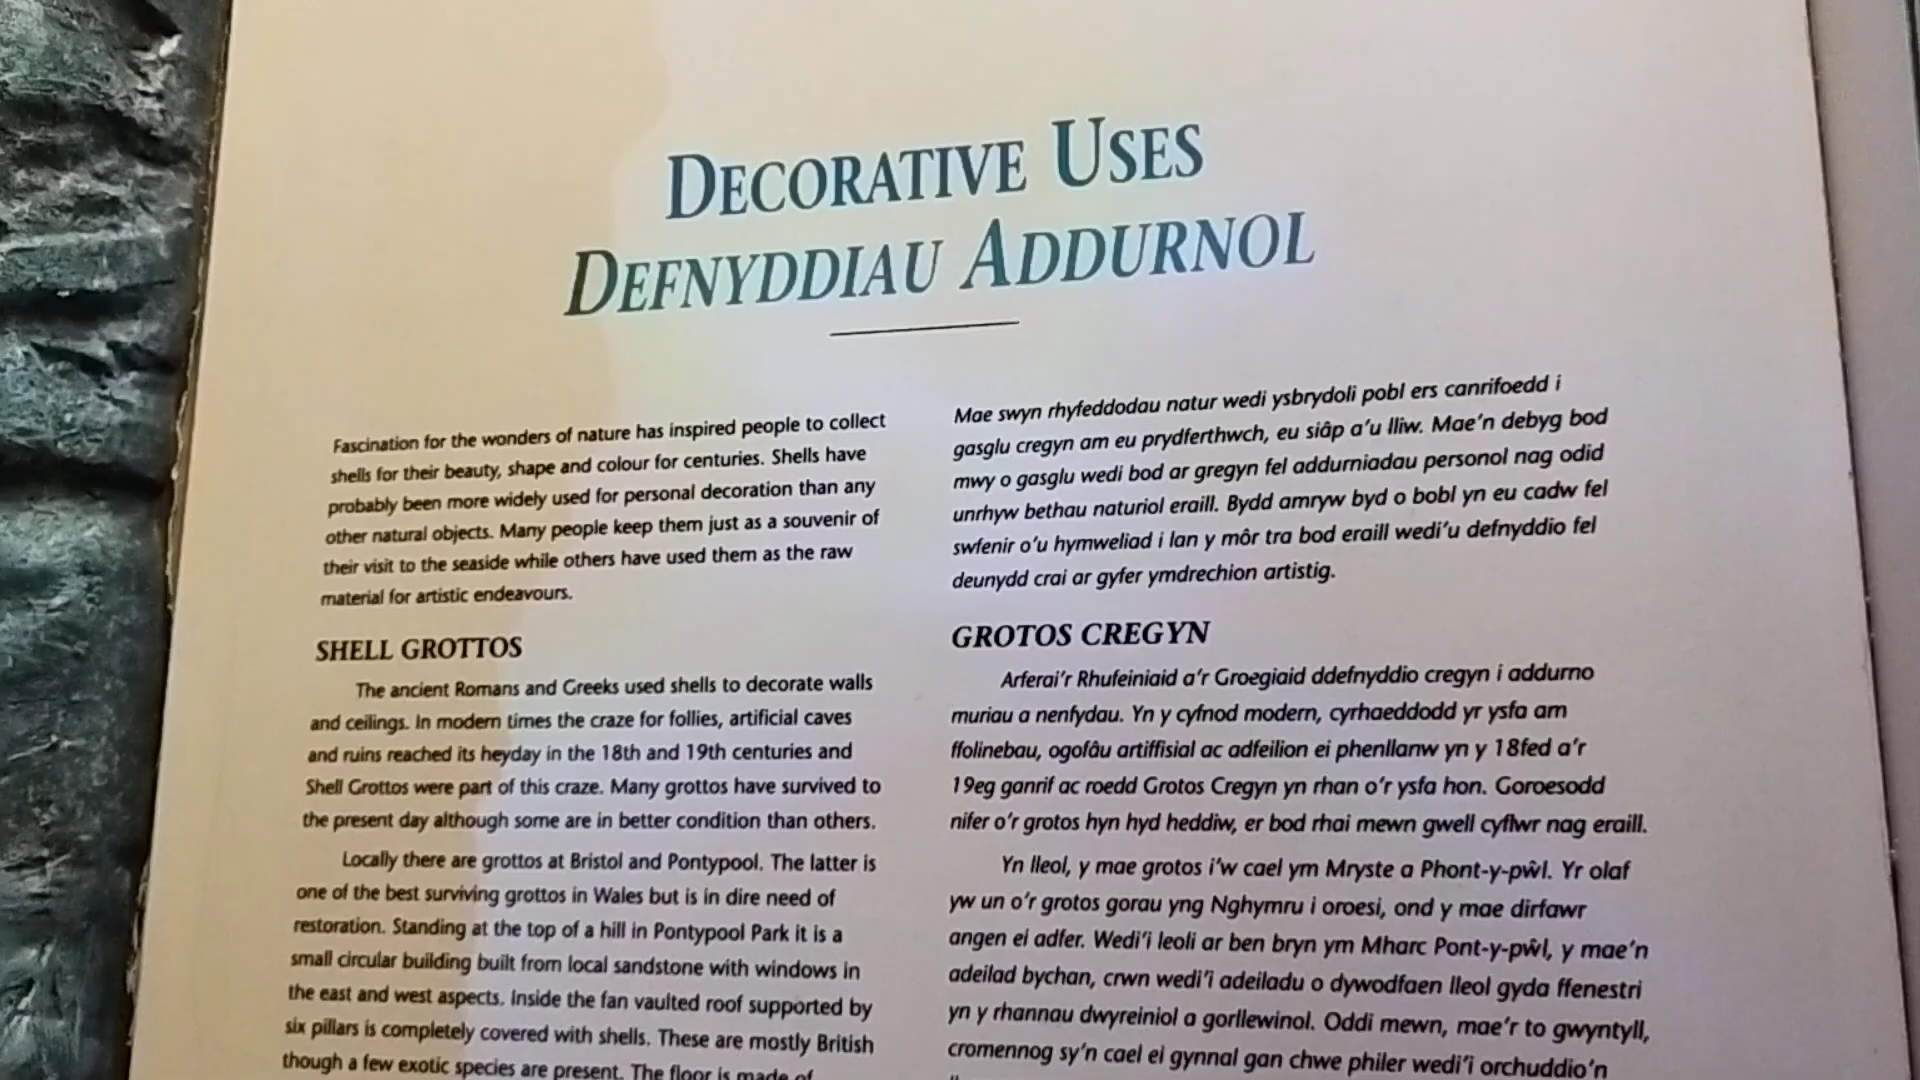 DECORATIVE USES
DEFNYDDIAU ADDURNOL
Fascination for the wonders of nature has inspired people to collect
shells for their beauty, shape and colour for centuries. Shells have
probably been more widely used for personal decoration than any
other natural objects. Many people keep them just as a souvenir of
their visit to the seaside while others have used them as the raw
material for artistic endeavours.
SHELL GROTTOS
The ancient Romans and Greeks used shells to decorate walls
and ceilings. In modern times the craze for follies, artificial caves
and ruins reached its heyday in the 18th and 19th centuries and
Shell Grottos were part of this craze. Many grottos have survived to
the present day although some are in better condition than others.
Locally there are grottos at Bristol and Pontypool. The latter is
one of the best surviving grottos in Wales but is in dire need of
restoration. Standing at the top of a hill in Pontypool Park it is a
small circular building built from local sandstone with windows in
the east and west aspects. Inside the fan vaulted roof supported by
six pillars is completely covered with shells. These are mostly British
though a few exotic species are present. The floor is made of
Mae swyn rhyfeddodau natur wedi ysbrydoli pobl ers canrifoedd i
gasglu cregyn am eu prydferthwch, eu siâp a'u lliw. Mae'n debyg bod
mwy o gasglu wedi bod ar gregyn fel addurniadau personol nag odid
unrhyw bethau naturiol eraill. Bydd amryw byd o bobl yn eu cadw fel
swfenir o'u hymweliad i lan y môr tra bod eraill wedi'u defnyddio fel
deunydd crai ar gyfer ymdrechion artistig.
GROTOS CREGYN
Arferai'r Rhufeiniaid a'r Groegiaid ddefnyddio cregyn i addurno
muriau a nenfydau. Yn y cyfnod modern, cyrhaeddodd yr ysfa am
ffolinebau, ogofâu artiffisial ac adfeilion ei phenllanw yn y 18fed a'r
19eg ganrif ac roedd Grotos Cregyn yn rhan o'r ysfa hon. Goroesodd
nifer o'r grotos hyn hyd heddiw, er bod rhai mewn gwell cyflwr nag eraill.
Yn lleol, y mae grotos i'w cael ym Mryste a Phont-y-pŵl. Yr olaf
yw un o'r grotos gorau yng Nghymru i oroesi, ond y mae dirfawr
angen ei adfer. Wedi'i leoli ar ben bryn ym Mharc Pont-y-pŵl, y mae'n
adeilad bychan, crwn wedi'i adeiladu o dywodfaen lleol gyda ffenestri
yn y rhannau dwyreiniol a gorllewinol. Oddi mewn, mae'r to gwyntyll,
cromennog sy'n cael ei gynnal gan chwe philer wedi'i orchuddio'n